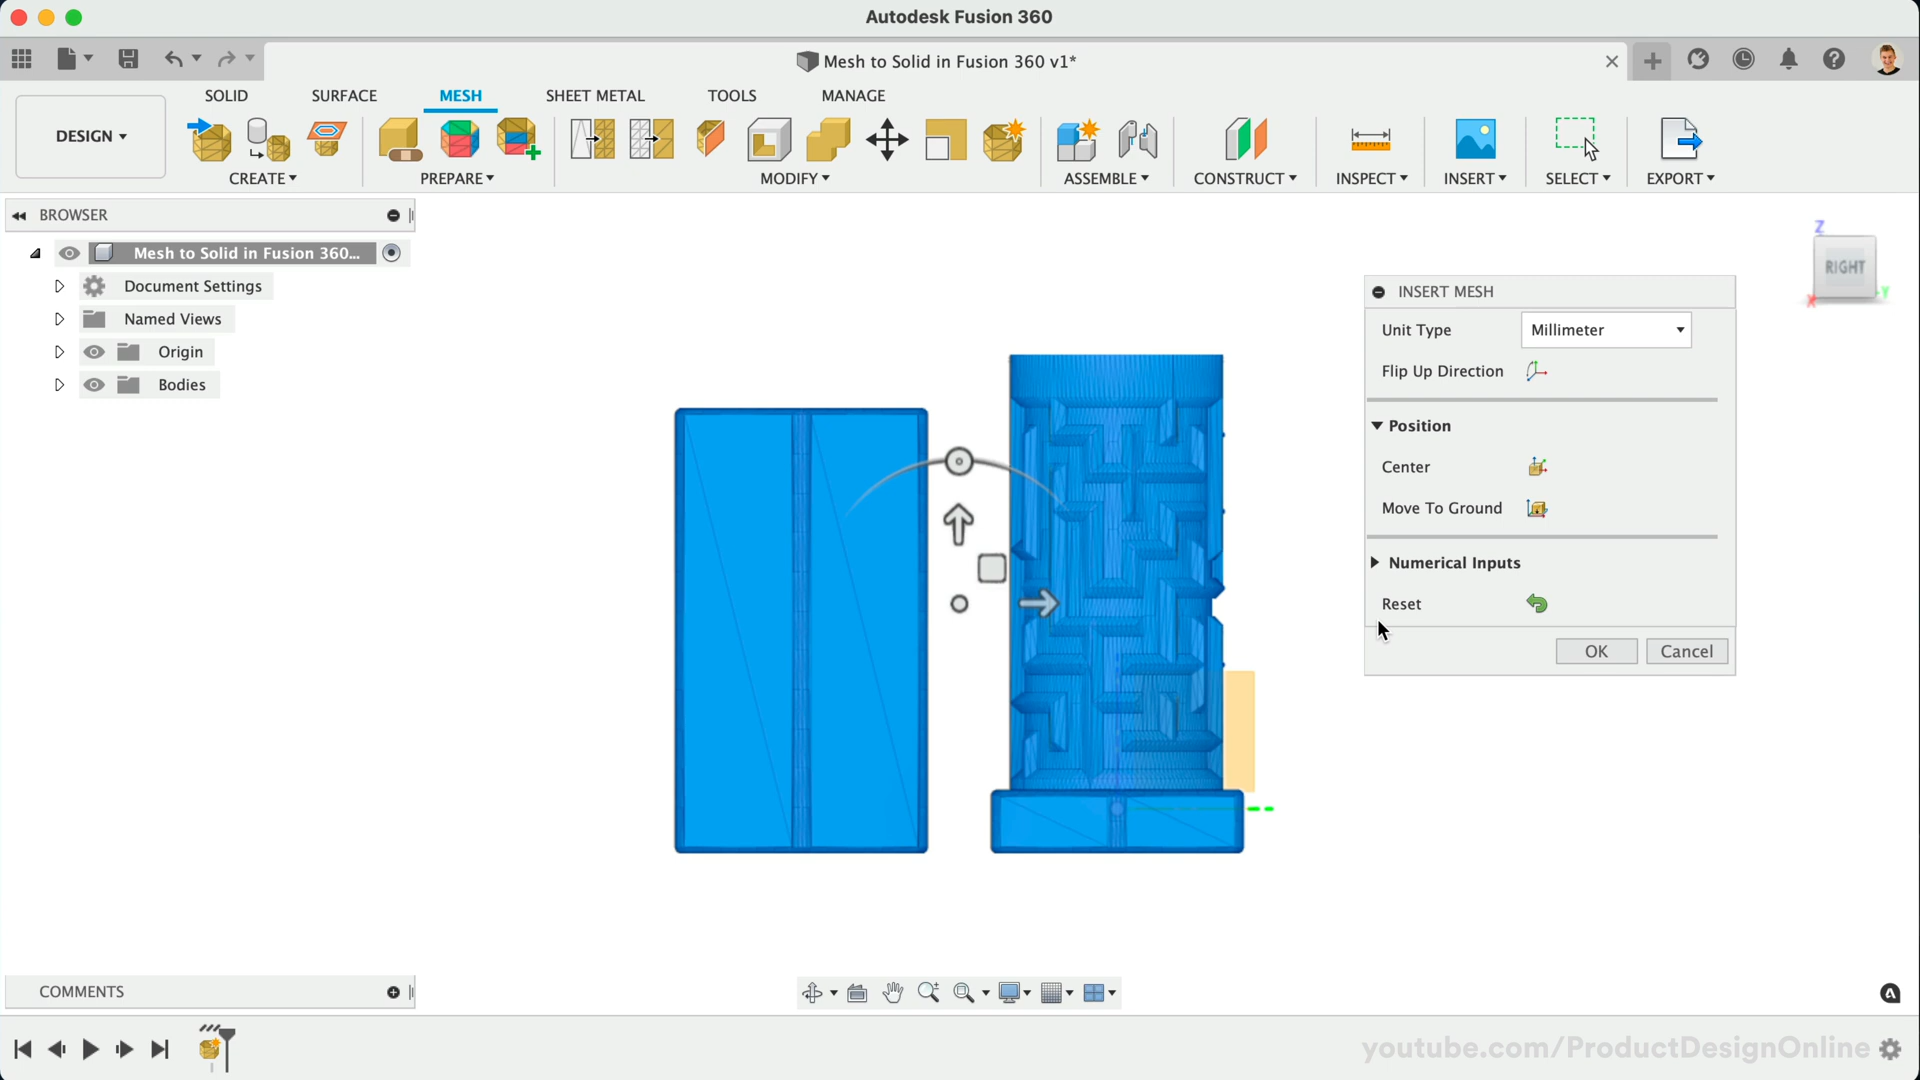 Autodesk Fusion 360
Mesh to Solid in Fusion 360 v1*
SOLID SURFACE MESH SHEET METAL TOOLS MANAGE
DESIGN
CREATE PREPARE MODIFY ASSEMBLE CONSTRUCT INSPECT INSERT SELECT EXPORT
BROWSER
Mesh to Solid in Fusion 360...
Document Settings
Named Views
Origin
Bodies
Z
RIGHT
X
Y
INSERT MESH
Unit Type Millimeter
Flip Up Direction
Position
Center
Move To Ground
Numerical Inputs
Reset
OK Cancel
COMMENTS
youtube.com/ProductDesignOnline